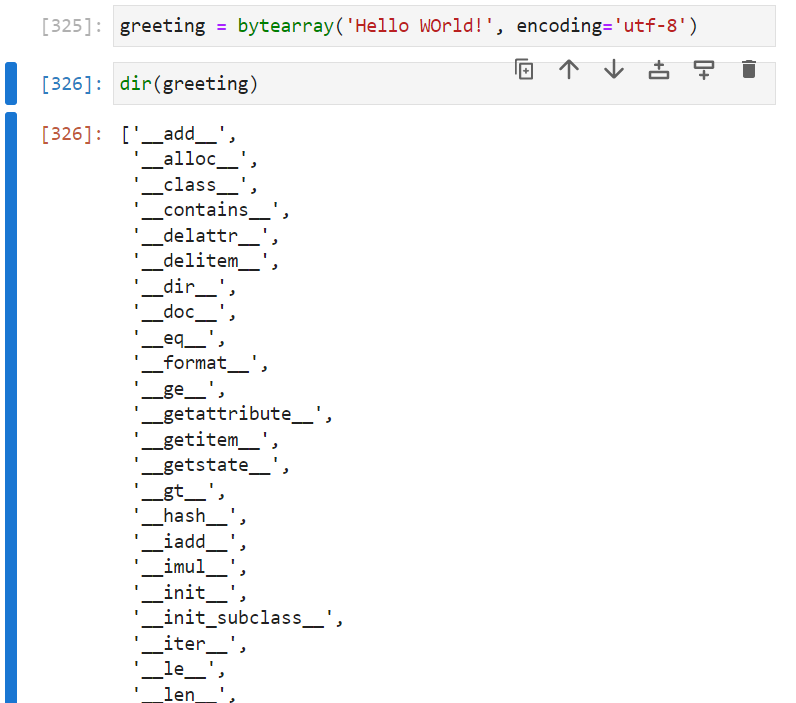 [325]: greeting = bytearray('Hello WOrld!', encoding='utf-8')
[326]: dir(greeting)
[326]: ['__add__',
'__alloc__',
'__class__',
'__contains__',
'__delattr__',
'__delitem__',
'__dir__',
'__doc__',
'__eq__',
'__format__',
'__ge__',
'__getattribute__',
'__getitem__',
'__getstate__',
'__gt__',
'__hash__',
'__iadd__',
'__imul__',
'__init__',
'__init_subclass__',
'__iter__',
'__le__',
'__len__',